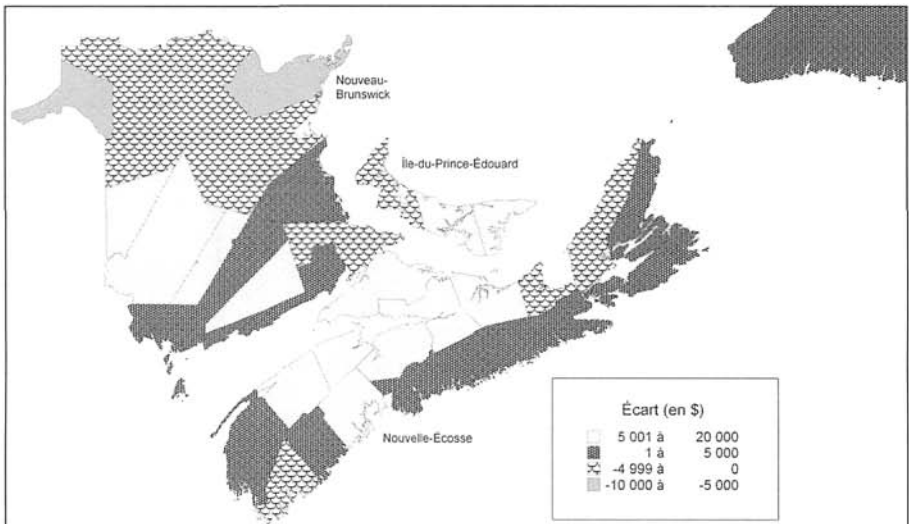 Nouveau-
Brunswick
Île-du-Prince-Édouard
Nouvelle-Écosse
Écart (en $)
5 001 à 20 000
1 à 5 000
-4 999 à 0
-10 000 à -5 000